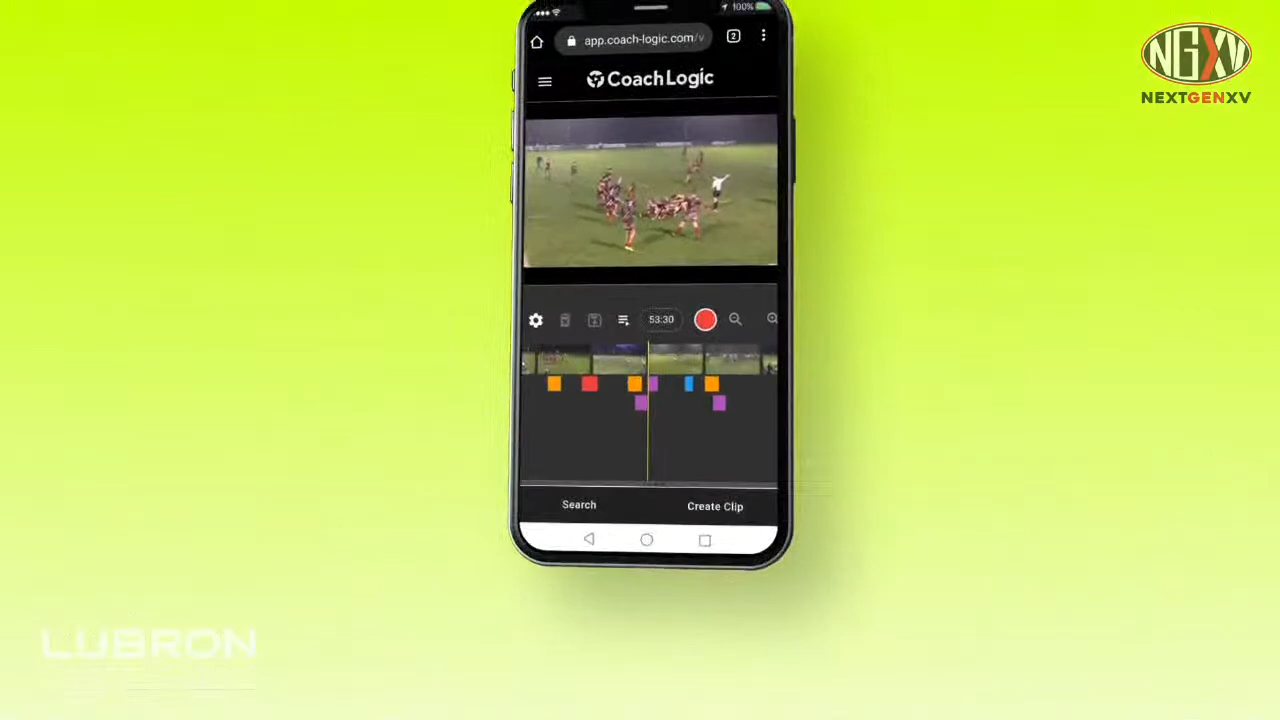 100%
app.coach-logic.com/v
2
CoachLogic
53:30
Search
Create Clip
NGXV
NEXTGENXV
LUBRON